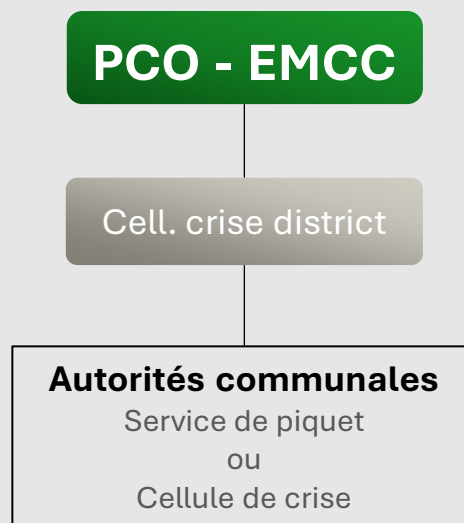 PCO - EMCC
Cell. crise district
Autorités communales
Service de piquet
ou
Cellule de crise